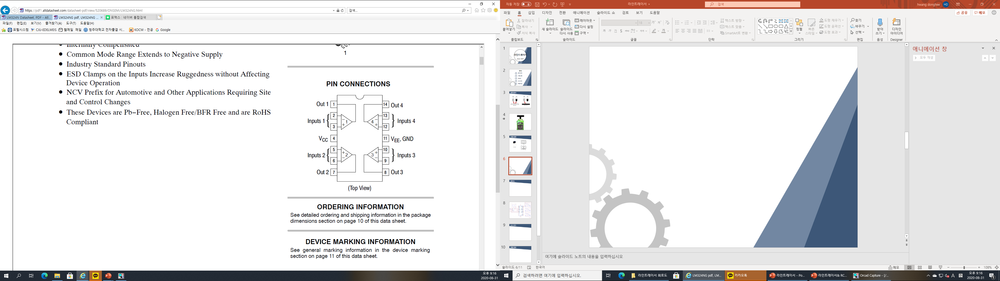 https://pdf1.alldatasheet.com/datasheet-pdf/view/520689/ONSEMI/LM324NG.html
검색...
LM324N Datasheet, PDF - All...
LM324NG pdf, LM324NG ...
포맥스 : 네이버 통합검색
파일(F) 편집(E) 보기(V) 즐겨찾기(A) 도구(T) 도움말(H)
포털시스템 CJU-EDELWEIS 웹메일 메일 청주대학교 전자출결 시... KOCW - 전공 Google
Internally Compensated
Common Mode Range Extends to Negative Supply
Industry Standard Pinouts
ESD Clamps on the Inputs Increase Ruggedness without Affecting
Device Operation
NCV Prefix for Automotive and Other Applications Requiring Site
and Control Changes
These Devices are Pb−Free, Halogen Free/BFR Free and are RoHS
Compliant
1
PIN CONNECTIONS
Out 1 1 14 Out 4
2 13
Inputs 1 − + 1 4 − + Inputs 4
3 12
VCC 4 11 VEE, GND
5 10
Inputs 2 + − 2 3 + − Inputs 3
6 9
Out 2 7 8 Out 3
(Top View)
ORDERING INFORMATION
See detailed ordering and shipping information in the package
dimensions section on page 10 of this data sheet.
DEVICE MARKING INFORMATION
See general marking information in the device marking
section on page 11 of this data sheet.
오후 9:16
2020-08-31
자동 저장
라인트레이서
검색
hwang donghee HD
파일 홈 삽입 디자인 전환 애니메이션 슬라이드 쇼 검토 보기 도움말
공유 메모
붙여넣기
잘라내기
복사
서식 복사
클립보드
새 슬라이드
슬라이드 다시 사용
레이아웃
다시 설정
구역
슬라이드
18
가 가 가 S
글꼴
텍스트 방향
텍스트 맞춤
SmartArt로 변환
단락
정렬
빠른 스타일
도형 채우기
도형 윤곽선
도형 효과
그리기
찾기
바꾸기
선택
편집
받아쓰기
음성
디자인 아이디어
Designer
1
라인트레이서
2
3
4
5
6
7
8
9
10
애니메이션 창
모두 재생
여기에 슬라이드 노트의 내용을 입력하십시오
슬라이드 6/11 한국어
메모
108%
검색하려면 여기에 입력하십시오.
라인트레이서 회로도
LM324NG pdf, LM...
카카오톡
라인트레이서 - Po...
라인트레이서& RC...
Orcad Capture - [/...
A
오후 9:16
2020-08-31